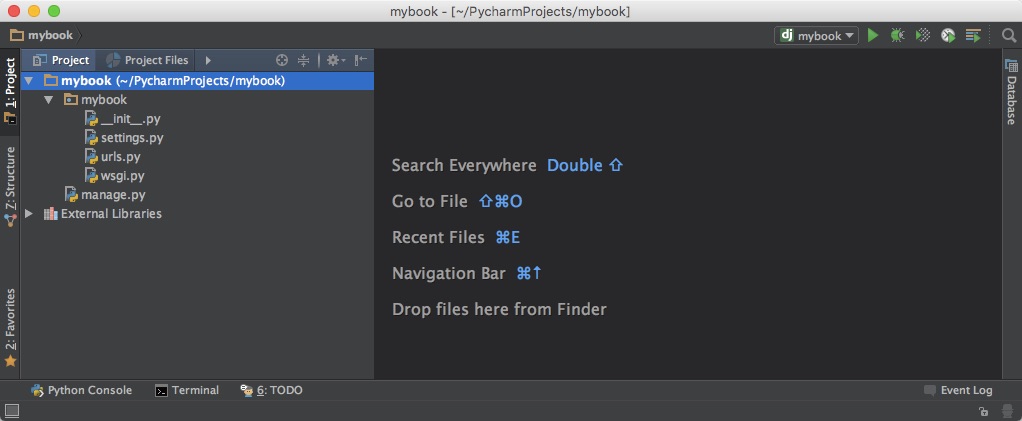 mybook - [~/PycharmProjects/mybook]
mybook
dj mybook
1: Project
Z: Structure
2: Favorites
Project
Project Files
mybook (~/PycharmProjects/mybook)
mybook
__init__.py
settings.py
urls.py
wsgi.py
manage.py
External Libraries
Search Everywhere Double ⇧
Go to File ⇧⌘O
Recent Files ⌘E
Navigation Bar ⌘↑
Drop files here from Finder
Database
Python Console
Terminal
6: TODO
Event Log